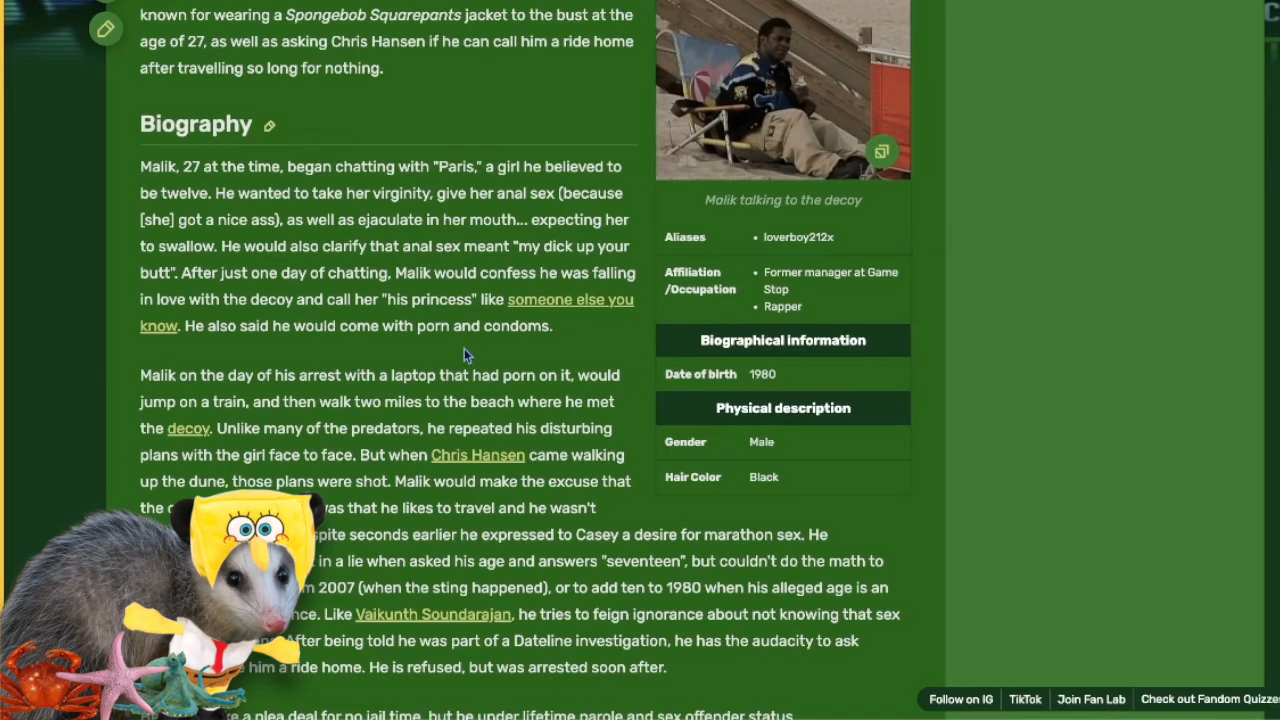 known for wearing a Spongebob Squarepants jacket to the bust at the
age of 27, as well as asking Chris Hansen if he can call him a ride home
after travelling so long for nothing.
Biography
Malik, 27 at the time, began chatting with "Paris," a girl he believed to
be twelve. He wanted to take her virginity, give her anal sex (because
[she] got a nice ass), as well as ejaculate in her mouth... expecting her
to swallow. He would also clarify that anal sex meant "my dick up your
butt". After just one day of chatting, Malik would confess he was falling
in love with the decoy and call her "his princess" like someone else you
know. He also said he would come with porn and condoms.
Malik on the day of his arrest with a laptop that had porn on it, would
jump on a train, and then walk two miles to the beach where he met
the decoy. Unlike many of the predators, he repeated his disturbing
plans with the girl face to face. But when Chris Hansen came walking
up the dune, those plans were shot. Malik would make the excuse that
the was that he likes to travel and he wasn't
seconds earlier he expressed to Casey a desire for marathon sex. He
in a lie when asked his age and answers "seventeen", but couldn't do the math to
2007 (when the sting happened), or to add ten to 1980 when his alleged age is an
Like Vaikunth Soundarajan, he tries to feign ignorance about not knowing that sex
After being told he was part of a Dateline investigation, he has the audacity to ask
him a ride home. He is refused, but was arrested soon after.
a plea deal for no jail time, but be under lifetime parole and sex offender status
Malik talking to the decoy
Aliases • loverboy212x
Affiliation • Former manager at Game
/Occupation Stop
• Rapper
Biographical information
Date of birth 1980
Physical description
Gender Male
Hair Color Black
Follow on IG TikTok Join Fan Lab Check out Fandom Quizze